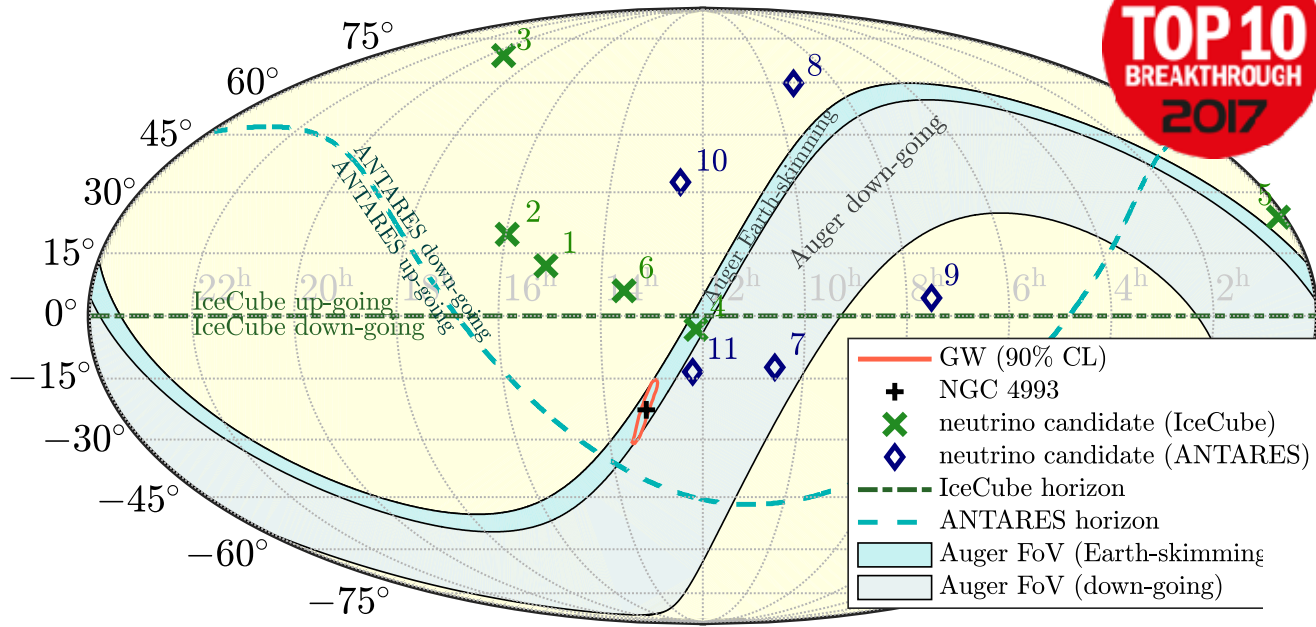 TOP 10
BREAKTHROUGH
2017
75°
60°
45°
30°
15°
0°
−15°
−30°
−45°
−60°
−75°
3
8
10
2
1
6
5
4
11
7
9
22h
16h
14h
10h
8h
6h
4h
2h
ANTARES down-going
ANTARES up-going
Auger Earth-skimming
Auger down-going
IceCube up-going
IceCube down-going
GW (90% CL)
NGC 4993
neutrino candidate (IceCube)
neutrino candidate (ANTARES)
IceCube horizon
ANTARES horizon
Auger FoV (Earth-skimming
Auger FoV (down-going)